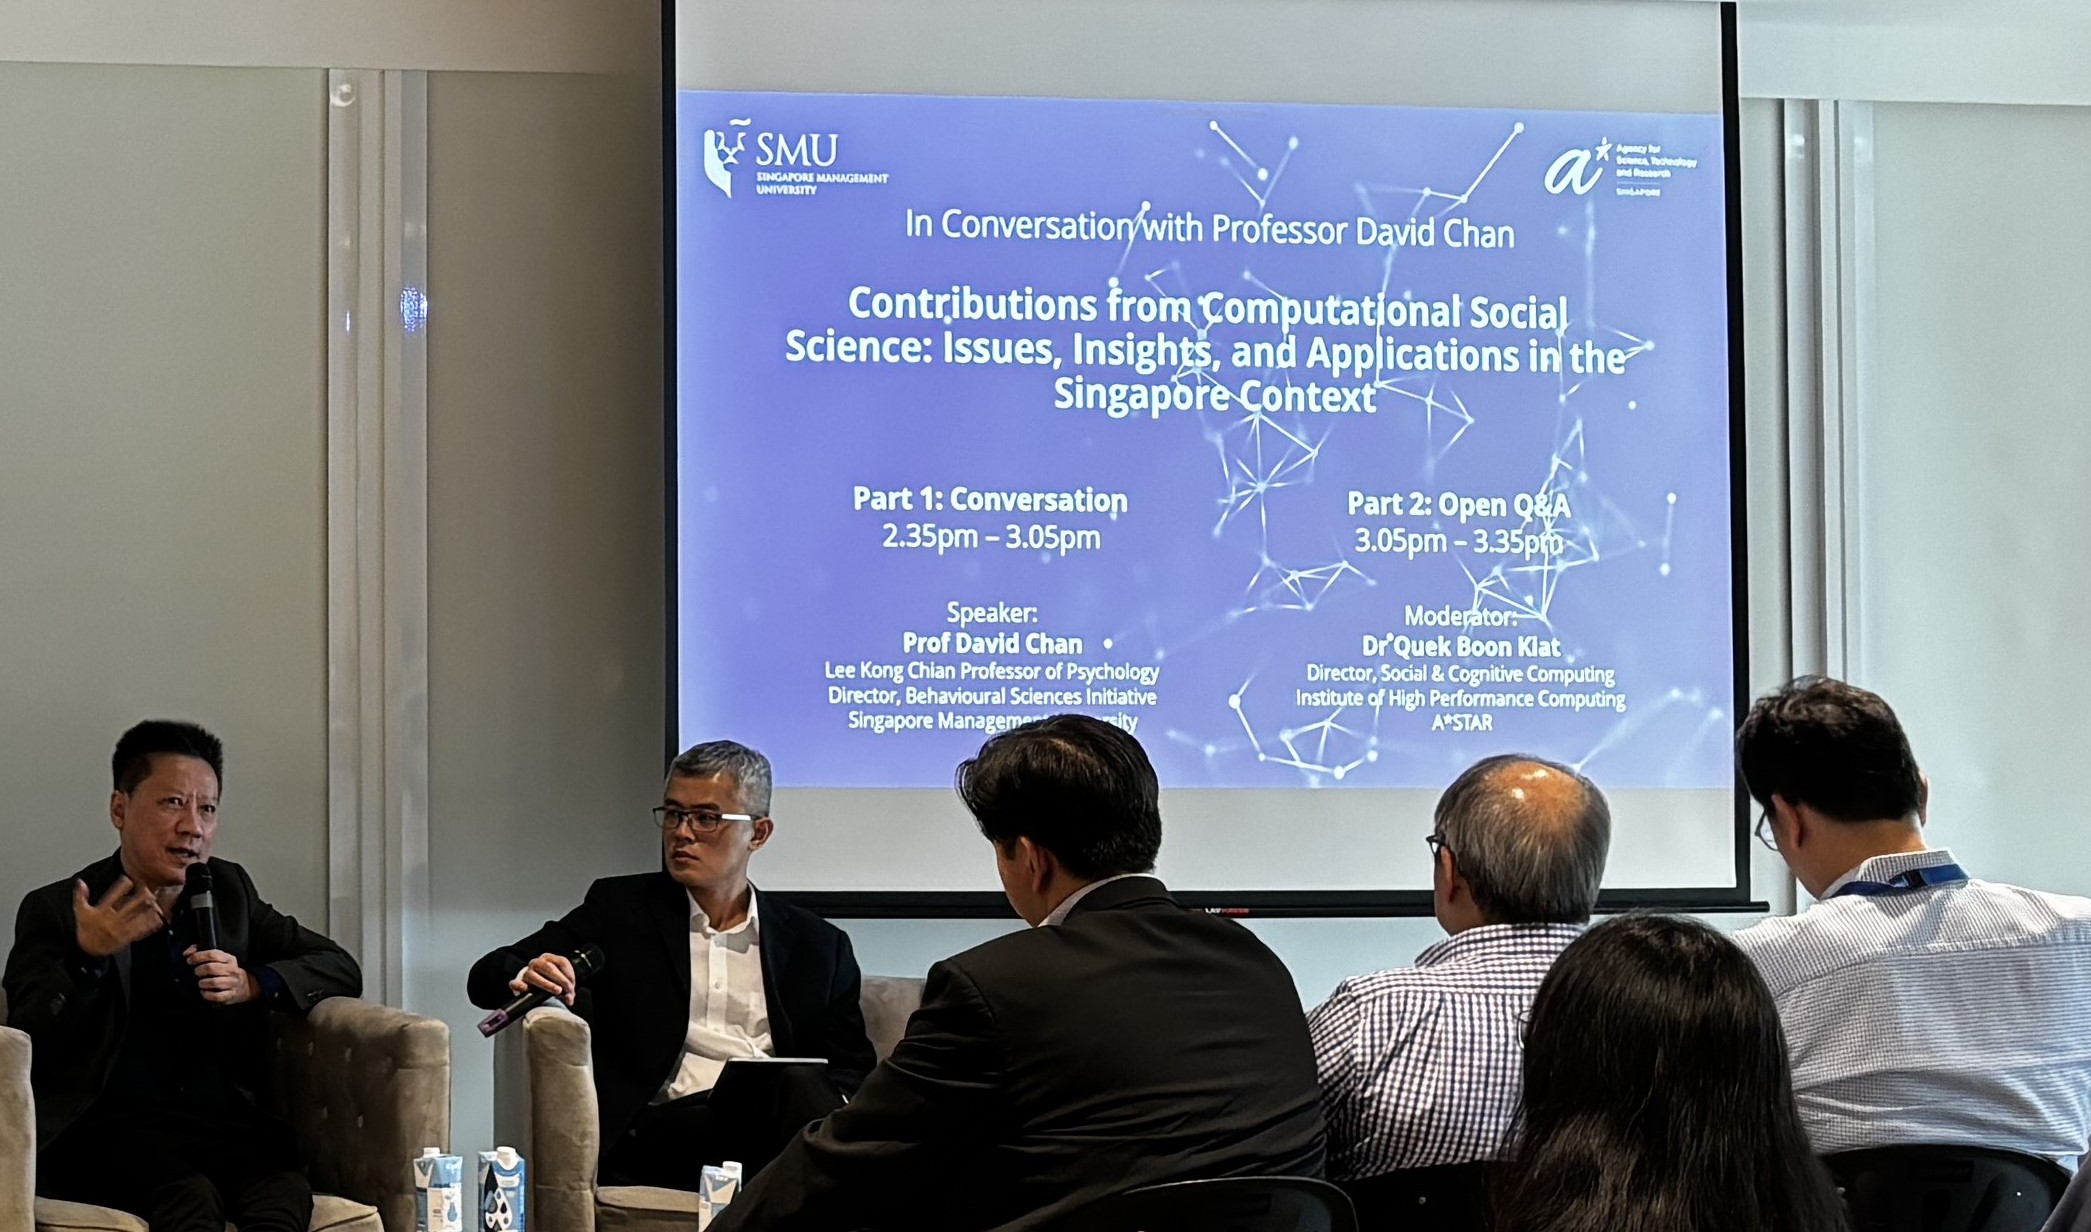 SMU
SINGAPORE MANAGEMENT
UNIVERSITY
Agency for
Science, Technology
and Research
SINGAPORE
In Conversation with Professor David Chan
Contributions from Computational Social
Science: Issues, Insights, and Applications in the
Singapore Context
Part 1: Conversation
2.35pm – 3.05pm
Part 2: Open Q&A
3.05pm – 3.35pm
Speaker:
Prof David Chan
Lee Kong Chian Professor of Psychology
Director, Behavioural Sciences Initiative
Singapore
Moderator:
Dr Quek Boon Kiat
Director, Social & Cognitive Computing
Institute of High Performance Computing
A*STAR